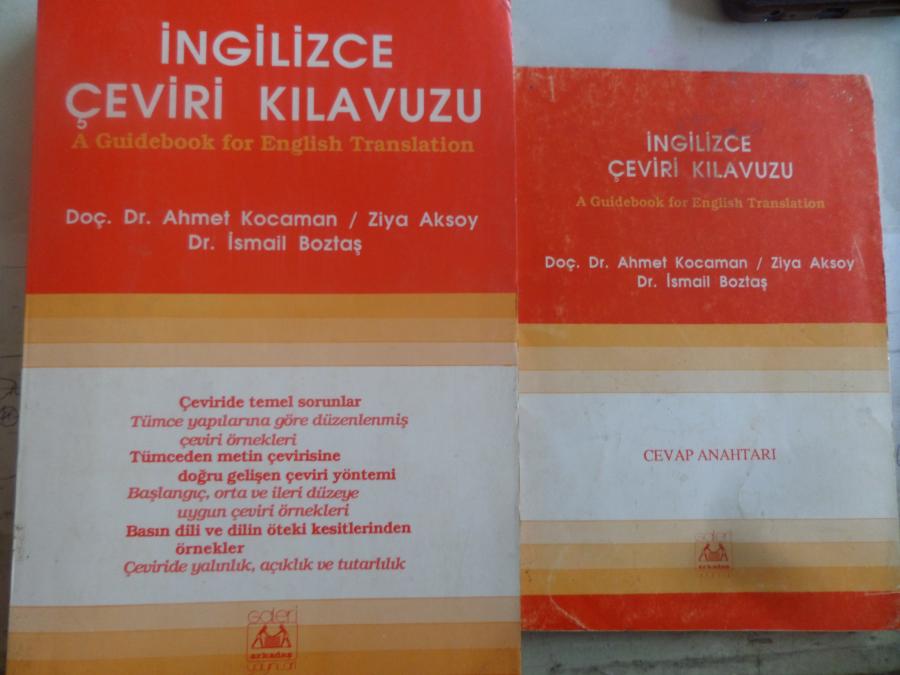 İNGİLİZCE
ÇEVİRİ KILAVUZU
A Guidebook for English Translation
Doç. Dr. Ahmet Kocaman / Ziya Aksoy
Dr. İsmail Boztaş
Çeviride temel sorunlar
Tümce yapılarına göre düzenlenmiş
çeviri örnekleri
Tümceden metin çevirisine
doğru gelişen çeviri yöntemi
Başlangıç, orta ve ileri düzeye
uygun çeviri örnekleri
Basın dili ve dilin öteki kesitlerinden
örnekler
Çeviride yalınlık, açıklık ve tutarlılık
galeri
arkadaş
yayınları
İNGİLİZCE
ÇEVİRİ KILAVUZU
A Guidebook for English Translation
Doç. Dr. Ahmet Kocaman / Ziya Aksoy
Dr. İsmail Boztaş
CEVAP ANAHTARI
galeri
arkadaş